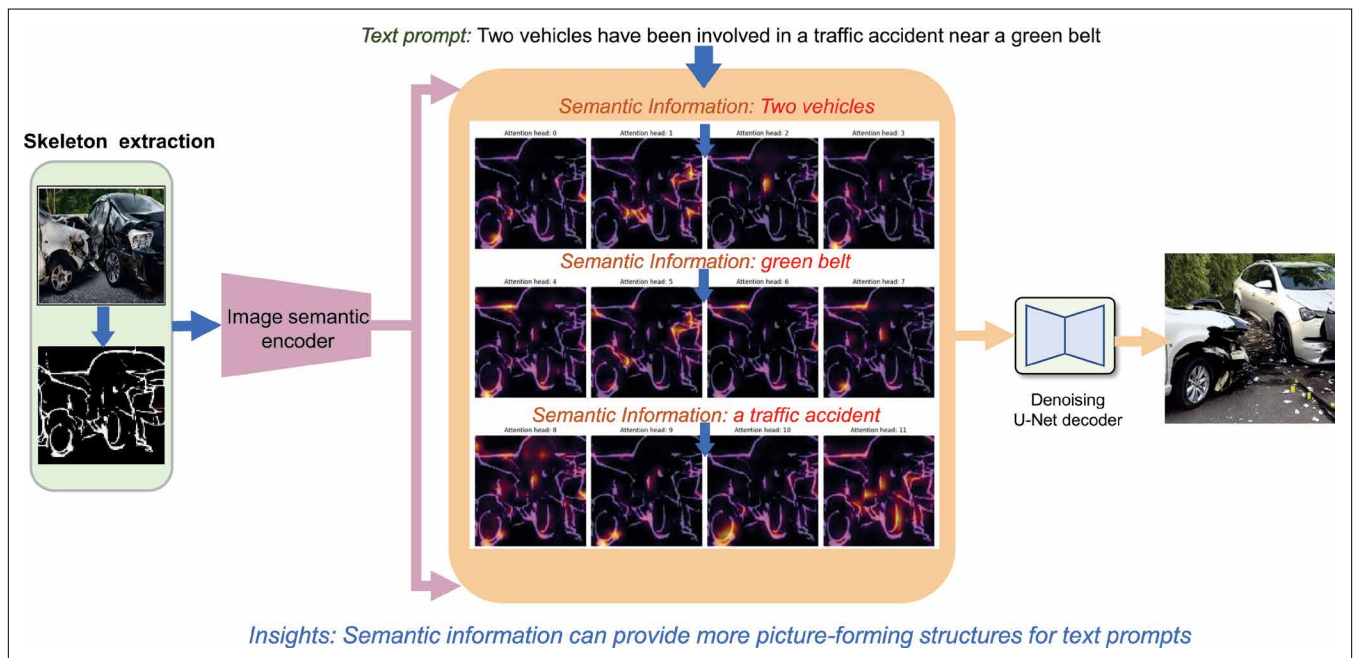 Text prompt: Two vehicles have been involved in a traffic accident near a green belt
Skeleton extraction
Image semantic
encoder
Semantic Information: Two vehicles
Attention head: 0
Attention head: 1
Attention head: 2
Attention head: 3
Semantic Information: green belt
Attention head: 4
Attention head: 5
Attention head: 6
Attention head: 7
Semantic Information: a traffic accident
Attention head: 8
Attention head: 9
Attention head: 10
Attention head: 11
Denoising
U-Net decoder
Insights: Semantic information can provide more picture-forming structures for text prompts